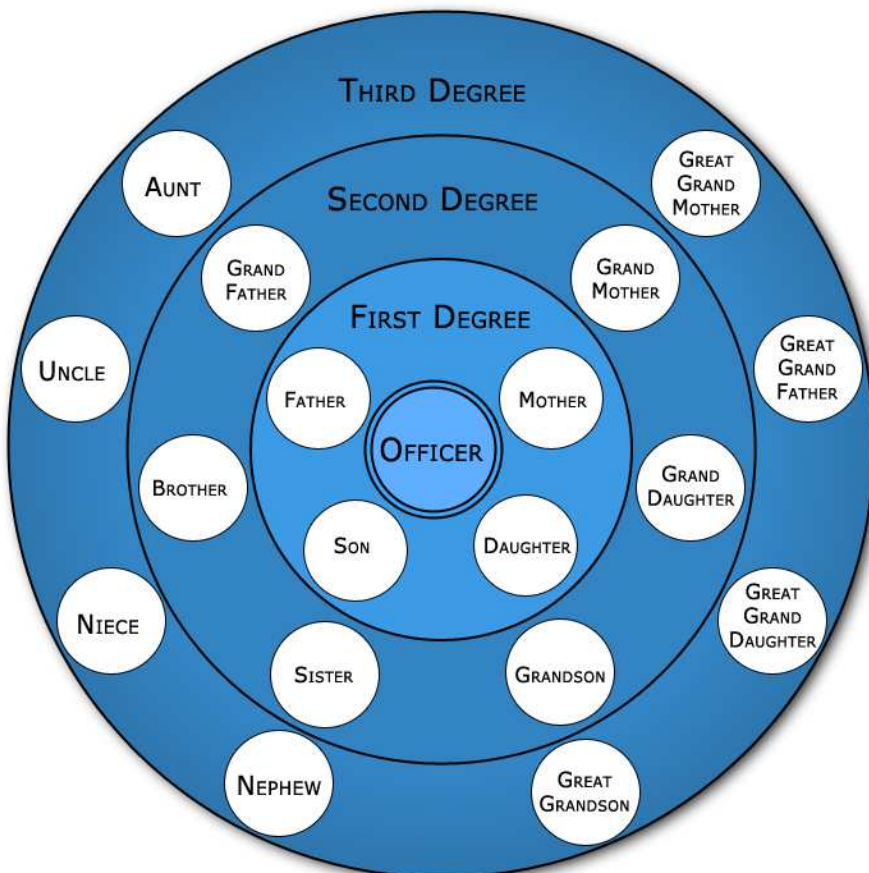 Third Degree
Aunt
Great
Grand
Mother
Second Degree
Grand
Father
Grand
Mother
First Degree
Uncle
Great
Grand
Father
Father
Mother
Officer
Brother
Grand
Daughter
Son
Daughter
Niece
Great
Grand
Daughter
Sister
Grandson
Nephew
Great
Grandson